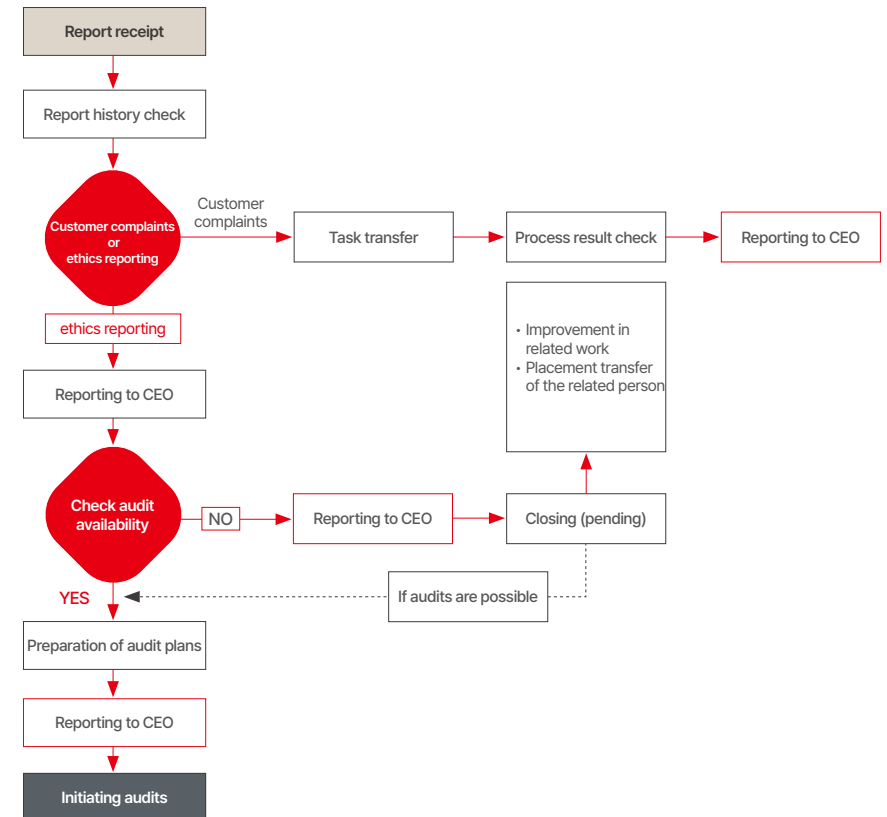 Report receipt
Report history check
Customer complaints
or
ethics reporting
Customer
complaints
Task transfer
Process result check
Reporting to CEO
ethics reporting
• Improvement in
related work
• Placement transfer
of the related person
Reporting to CEO
Check audit
availability
NO
Reporting to CEO
Closing (pending)
YES
If audits are possible
Preparation of audit plans
Reporting to CEO
Initiating audits